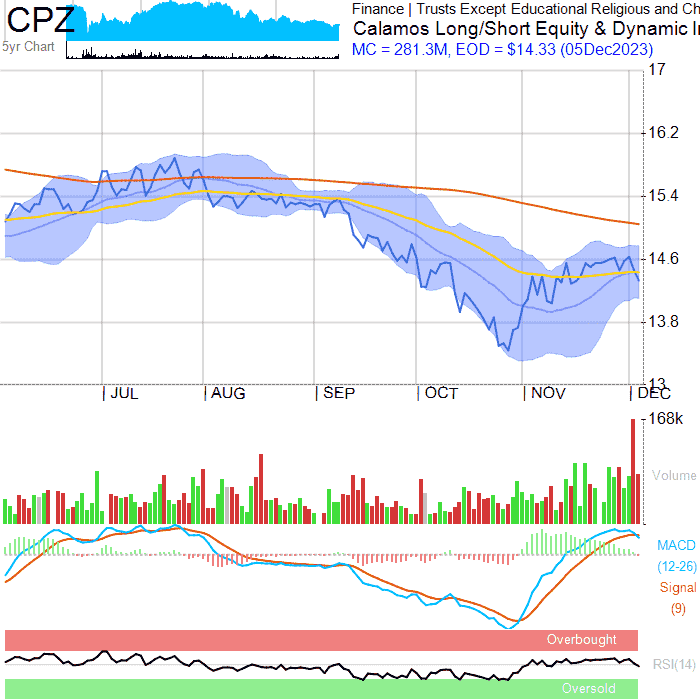 CPZ
5yr Chart
Finance | Trusts Except Educational Religious and Ch
Calamos Long/Short Equity & Dynamic I
MC = 281.3M, EOD = $14.33 (05Dec2023)
17
16.2
15.4
14.6
13.8
13
JUL AUG SEP OCT NOV DEC
168k
Volume
MACD
(12-26)
Signal
(9)
Overbought
RSI(14)
Oversold